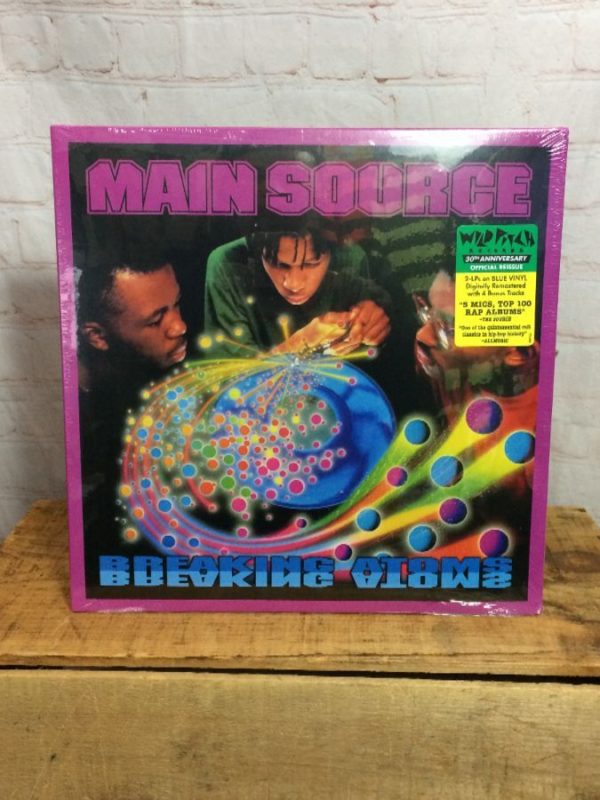 MAIN SOURCE
WILD PITCH
RECORDS
30TH ANNIVERSARY
OFFICIAL REISSUE
2-LPs on BLUE VINYL
Digitally Remastered
with 4 Bonus Tracks
"5 MICS, TOP 100
RAP ALBUMS"
-THE SOURCE
"One of the quintessential cult
classics in hip-hop history"
-ALLMUSIC
BREAKING ATOMS